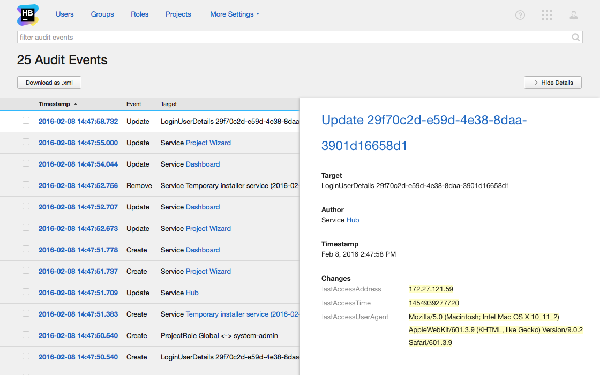 HB
Users Groups Roles Projects More Settings
filter audit events
25 Audit Events
Download as .xml
Hide Details
Timestamp Event Target
2016-02-08 14:47:58.792 Update LoginUserDetails 29f70c2d-e59d-4e38-8daa
2016-02-08 14:47:55.000 Update Service Project Wizard
2016-02-08 14:47:54.044 Update Service Dashboard
2016-02-08 14:47:52.756 Remove Service Temporary installer service (2016-02
2016-02-08 14:47:52.707 Update Service Dashboard
2016-02-08 14:47:52.673 Update Service Project Wizard
2016-02-08 14:47:51.778 Create Service Dashboard
2016-02-08 14:47:51.737 Create Service Project Wizard
2016-02-08 14:47:51.709 Update Service Hub
2016-02-08 14:47:51.383 Create Service Temporary installer service (2016-02
2016-02-08 14:47:50.540 Create ProjectRole Global <-> system-admin
2016-02-08 14:47:50.540 Create LoginUserDetails 29f70c2d-e59d-4e38-8daa
Update 29f70c2d-e59d-4e38-8daa-
3901d16658d1
Target
LoginUserDetails 29f70c2d-e59d-4e38-8daa-3901d16658d1
Author
Service Hub
Timestamp
Feb 8, 2016 2:47:58 PM
Changes
lastAccessAddress 172.27.121.59
lastAccessTime 1454939277720
lastAccessUserAgent Mozilla/5.0 (Macintosh; Intel Mac OS X 10_11_2)
AppleWebKit/601.3.9 (KHTML, like Gecko) Version/9.0.2
Safari/601.3.9